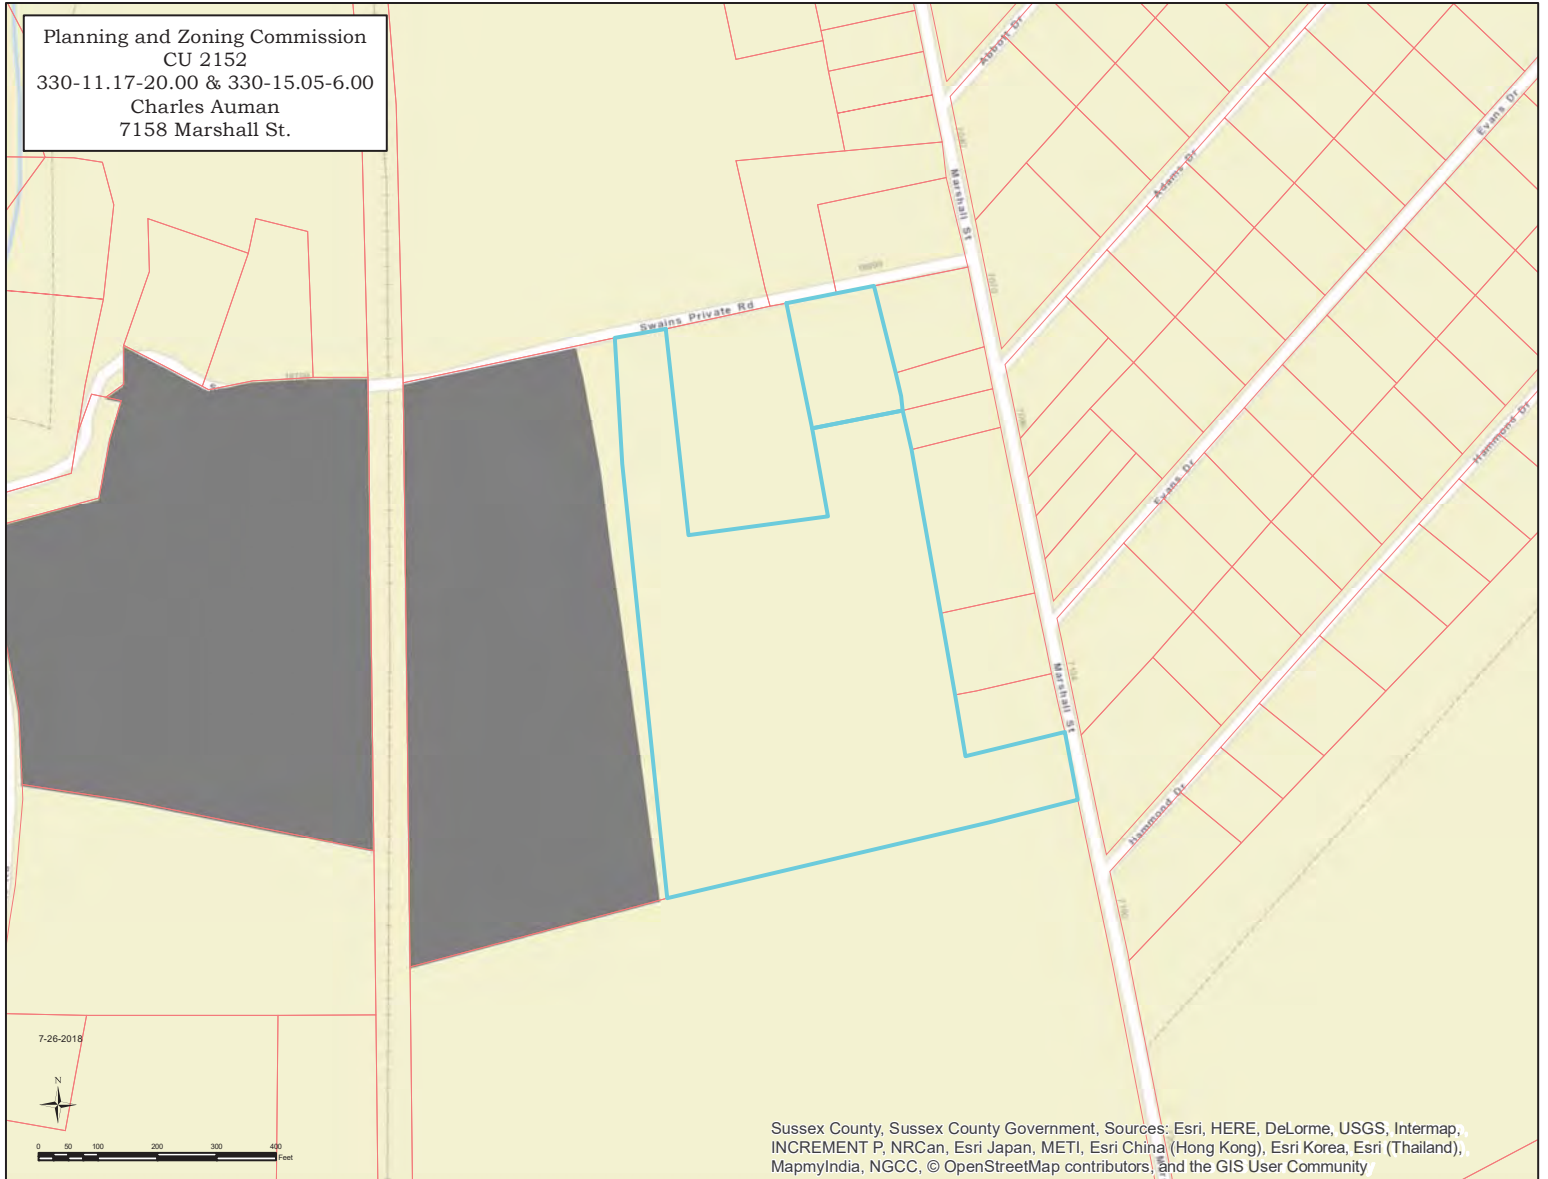 Planning and Zoning Commission
CU 2152
330-11.17-20.00 & 330-15.05-6.00
Charles Auman
7158 Marshall St.
Abbott Dr
Adams Dr
Evans Dr
Marshall St
Swains Private Rd
Hammond Dr
Evans Dr
Marshall St
Hammond Dr
7-26-2018
N
0 50 100 200 300 400
Feet
Sussex County, Sussex County Government, Sources: Esri, HERE, DeLorme, USGS, Intermap,
INCREMENT P, NRCan, Esri Japan, METI, Esri China (Hong Kong), Esri Korea, Esri (Thailand),
MapmyIndia, NGCC, © OpenStreetMap contributors, and the GIS User Community